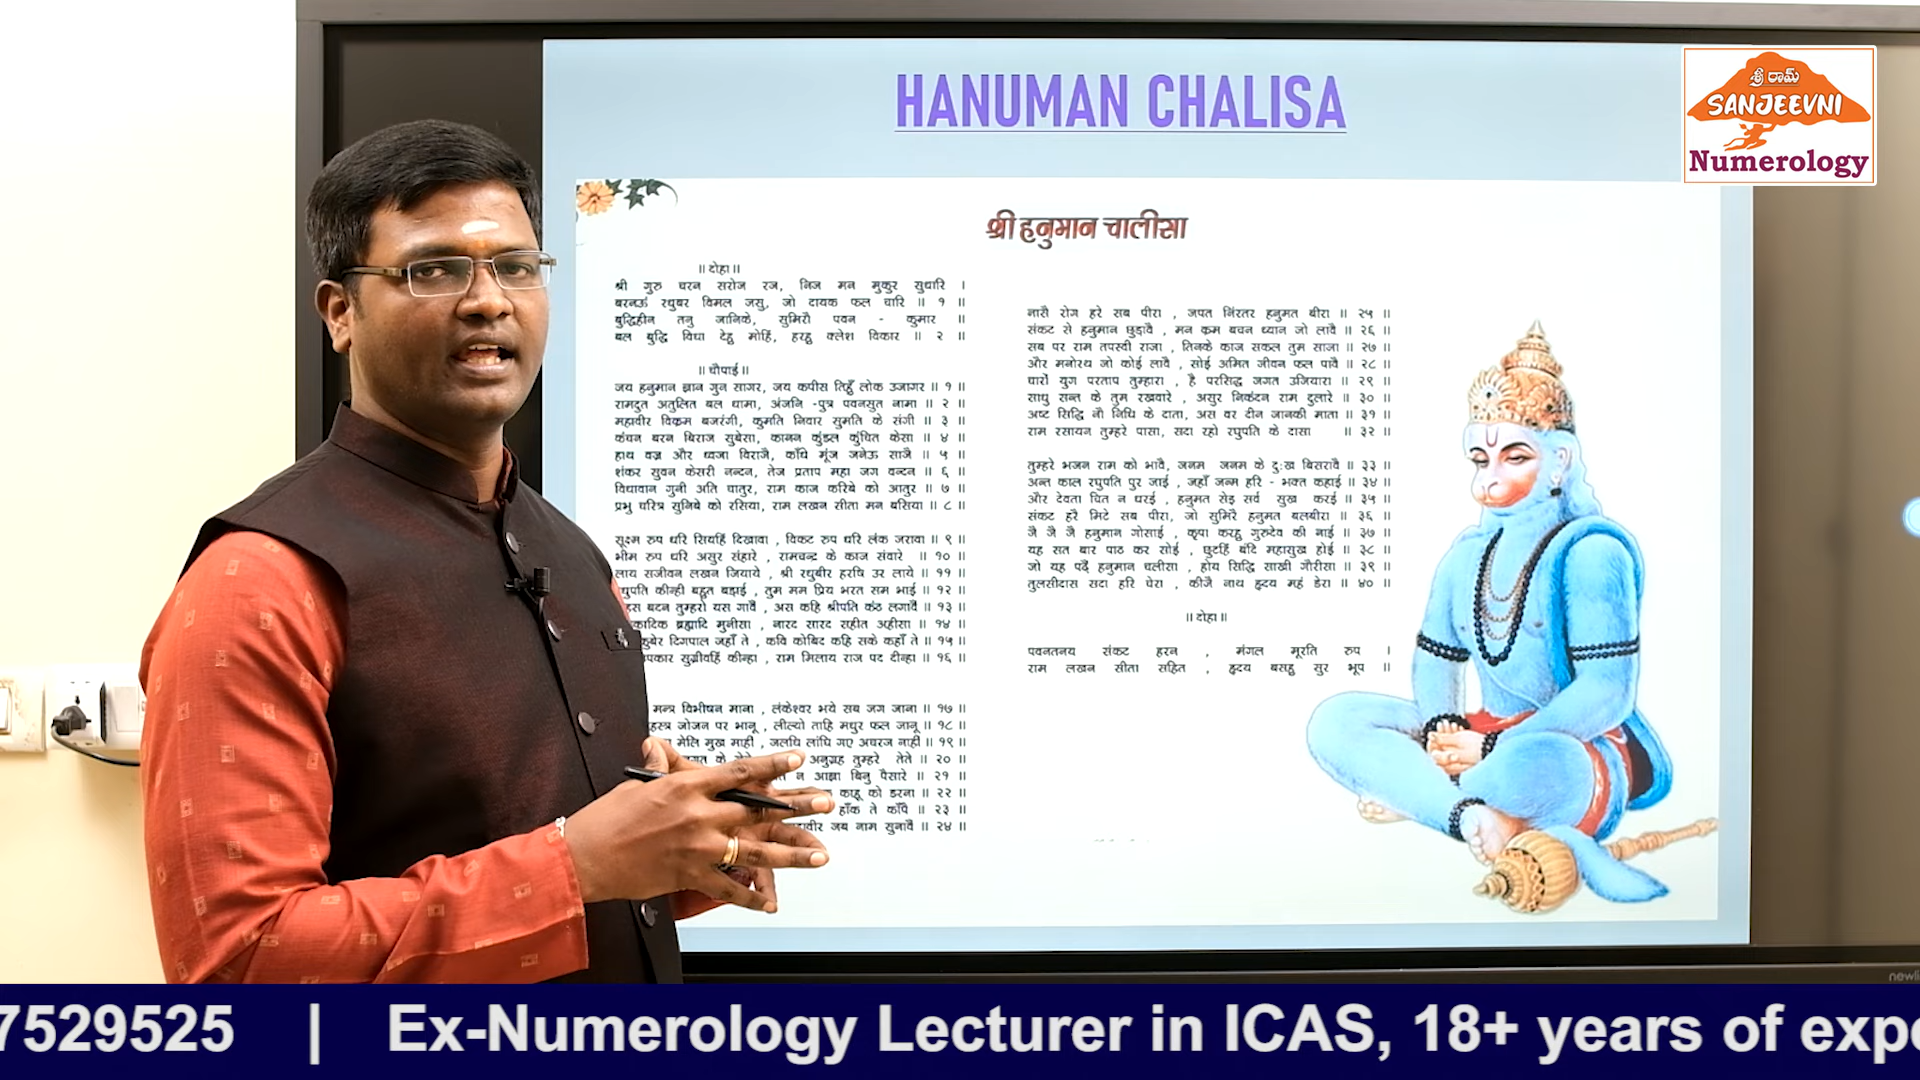 HANUMAN CHALISA
श्री राम्
SANJEEVNI
Numerology
श्री हनुमान चालीसा
॥ दोहा ॥
श्री गुरु चरन सरोज रज, निज मन मुकुर सुधारि ।
बरनऊं रघुबर विमल जसु, जो दायक फल चारि ॥ १ ॥
बुद्धिहीन तनु जानिके, सुमिरौ पवन - कुमार ॥
बल बुद्धि विधा देहु मोहिं, हरहु क्लेश विकार ॥ २ ॥
॥ चौपाई ॥
जय हनुमान ज्ञान गुन सागर, जय कपीस तिहूँ लोक उजागर ॥ १ ॥
रामदुत अतुलित बल धामा, अंजनि -पुत्र पवनसुत नामा ॥ २ ॥
महावीर विक्रम बजरंगी, कुमति निवार सुमति के संगी ॥ ३ ॥
कंचन बरन बिराज सुबेसा, कानन कुंडल कुंचित केसा ॥ ४ ॥
हाथ वज्र और ध्वजा विराजै, काँधे मूंज जनेऊ साजै ॥ ५ ॥
शंकर सुवन केसरी नन्दन, तेज प्रताप महा जग वन्दन ॥ ६ ॥
विधावान गुनी अति चातुर, राम काज करिबे को आतुर ॥ ७ ॥
प्रभु चरित्र सुनिबे को रसिया, राम लखन सीता मन बसिया ॥ ८ ॥
सूक्ष्म रुप धरि सियहिं दिखावा , विकट रुप धरि लंक जरावा ॥ ९ ॥
भीम रुप धरि असुर संहारे , रामचन्द्र के काज संवारे ॥ १० ॥
लाय सजीवन लखन जियाये , श्री रघुबीर हरषि उर लाये ॥ ११ ॥
कीन्ही बहुत बड़ाई , तुम मम प्रिय भरत सम भाई ॥ १२ ॥
बदन तुम्हरो यस गावै , अस कहि श्रीपति कंठ लगावै ॥ १३ ॥
ब्रह्मादि मुनीसा , नारद सारद सहीत अहीसा ॥ १४ ॥
दिगपाल जहाँ ते , कवि कोबिद कहि सके कहाँ ते ॥ १५ ॥
सुग्रीवहिं कीन्हा , राम मिलाय राज पद दीन्हा ॥ १६ ॥
मन्त्र विभीषन माना , लंकेश्वर भये सब जग जाना ॥ १७ ॥
जोजन पर भानू , लील्यो ताहि मधुर फल जानू ॥ १८ ॥
मेलि मुख माही , जलधि लांधि गए अचरज नाहीं ॥ १९ ॥
के अनुग्रह तुम्हरे तेते ॥ २० ॥
न आज्ञा बिनु पैसारे ॥ २१ ॥
काहू को डरना ॥ २२ ॥
हाँक ते काँपै ॥ २३ ॥
जब नाम सुनावै ॥ २४ ॥
नासै रोग हरे सब पीरा , जपत निंरतर हनुमत बीरा ॥ २५ ॥
संकट से हनुमान छुड़ावै , मन क्रम बचन ध्यान जो लावै ॥ २६ ॥
सब पर राम तपस्वी राजा , तिनके काज सकल तुम साजा ॥ २७ ॥
और मनोरथ जो कोई लावै , सोई अमित जीवन फल पावै ॥ २८ ॥
चारों युग परताप तुम्हारा , है परसिद्ध जगत उजियारा ॥ २९ ॥
साधु सन्त के तुम रखवारे , असुर निकंदन राम दुलारे ॥ ३० ॥
अष्ट सिद्धि नौ निधि के दाता, अस वर दीन जानकी माता ॥ ३१ ॥
राम रसायन तुम्हरे पासा, सदा रहो रघुपति के दासा ॥ ३२ ॥
तुम्हरे भजन राम को भावै, जनम जनम के दुःख बिसरावै ॥ ३३ ॥
अन्त काल रघुपति पुर जाई , जहाँ जन्म हरि - भक्त कहाई ॥ ३४ ॥
और देवता चित न धरई , हनुमत सेइ सर्व सुख करई ॥ ३५ ॥
संकट हरै मिटे सब पीरा, जो सुमिरै हनुमत बलबीरा ॥ ३६ ॥
जै जै जै हनुमान गोसाई , कृपा करहु गुरुदेव की नाई ॥ ३७ ॥
यह सत बार पाठ कर सोई , छुटहिं बंदि महासुख होई ॥ ३८ ॥
जो यह पढ़ै हनुमान चलीसा , होय सिद्धि साखी गौरीसा ॥ ३९ ॥
तुलसीदास सदा हरि चेरा , कीजै नाथ हृदय महं डेरा ॥ ४० ॥
॥ दोहा ॥
पवनतनय संकट हरन , मंगल मूरति रुप ।
राम लखन सीता सहित , हृदय बसहु सुर भूप ॥
7529525 | Ex-Numerology Lecturer in ICAS, 18+ years of